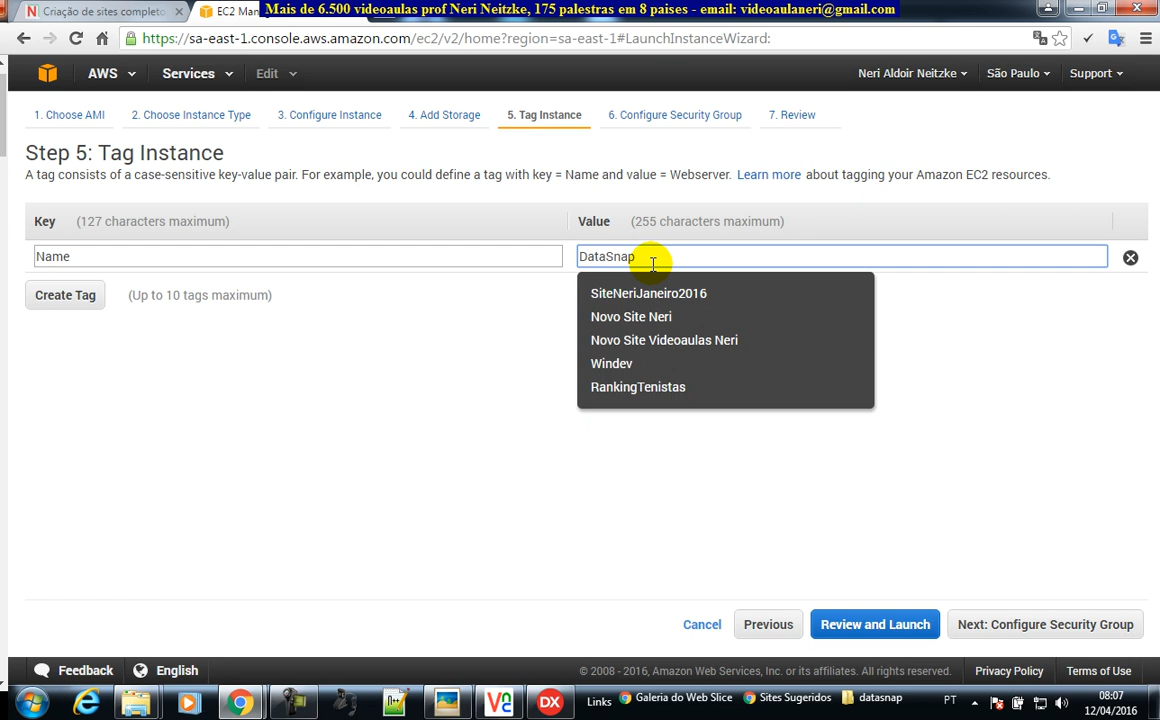 Criação de sites completo
EC2 Man
Mais de 6.500 videoaulas prof Neri Neitzke, 175 palestras em 8 paises - email: videoaulaneri@gmail.com
https://sa-east-1.console.aws.amazon.com/ec2/v2/home?region=sa-east-1#LaunchInstanceWizard:
AWS Services Edit Neri Aldoir Neitzke São Paulo Support
1. Choose AMI 2. Choose Instance Type 3. Configure Instance 4. Add Storage 5. Tag Instance 6. Configure Security Group 7. Review
Step 5: Tag Instance
A tag consists of a case-sensitive key-value pair. For example, you could define a tag with key = Name and value = Webserver. Learn more about tagging your Amazon EC2 resources.
Key (127 characters maximum) Value (255 characters maximum)
Name DataSnap
Create Tag (Up to 10 tags maximum)
SiteNeriJaneiro2016
Novo Site Neri
Novo Site Videoaulas Neri
Windev
RankingTenistas
Cancel Previous Review and Launch Next: Configure Security Group
Feedback English © 2008 - 2016, Amazon Web Services, Inc. or its affiliates. All rights reserved. Privacy Policy Terms of Use
Links Galeria do Web Slice Sites Sugeridos datasnap PT 08:07
12/04/2016